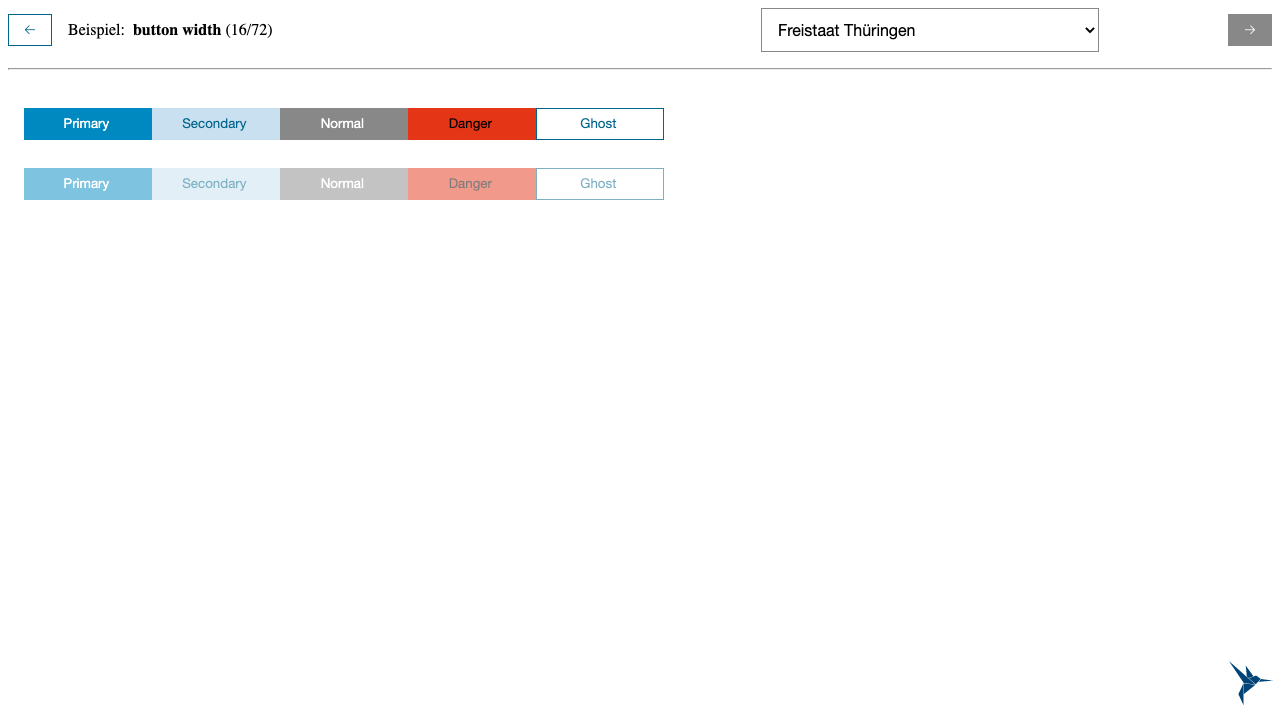 Beispiel: button width (16/72)
Freistaat Thüringen
Primary Secondary Normal Danger Ghost
Primary Secondary Normal Danger Ghost